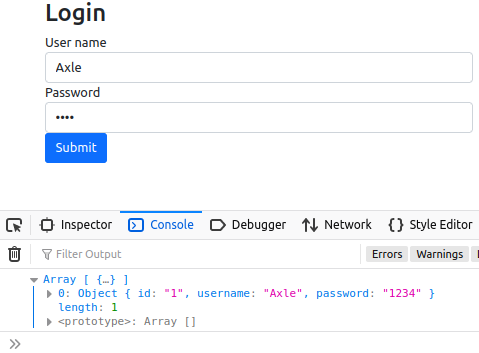 Login
User name
Axle
Password
••••
Submit
Inspector Console Debugger Network Style Editor
Filter Output Errors Warnings
Array [ {…} ]
0: Object { id: "1", username: "Axle", password: "1234" }
length: 1
<prototype>: Array []